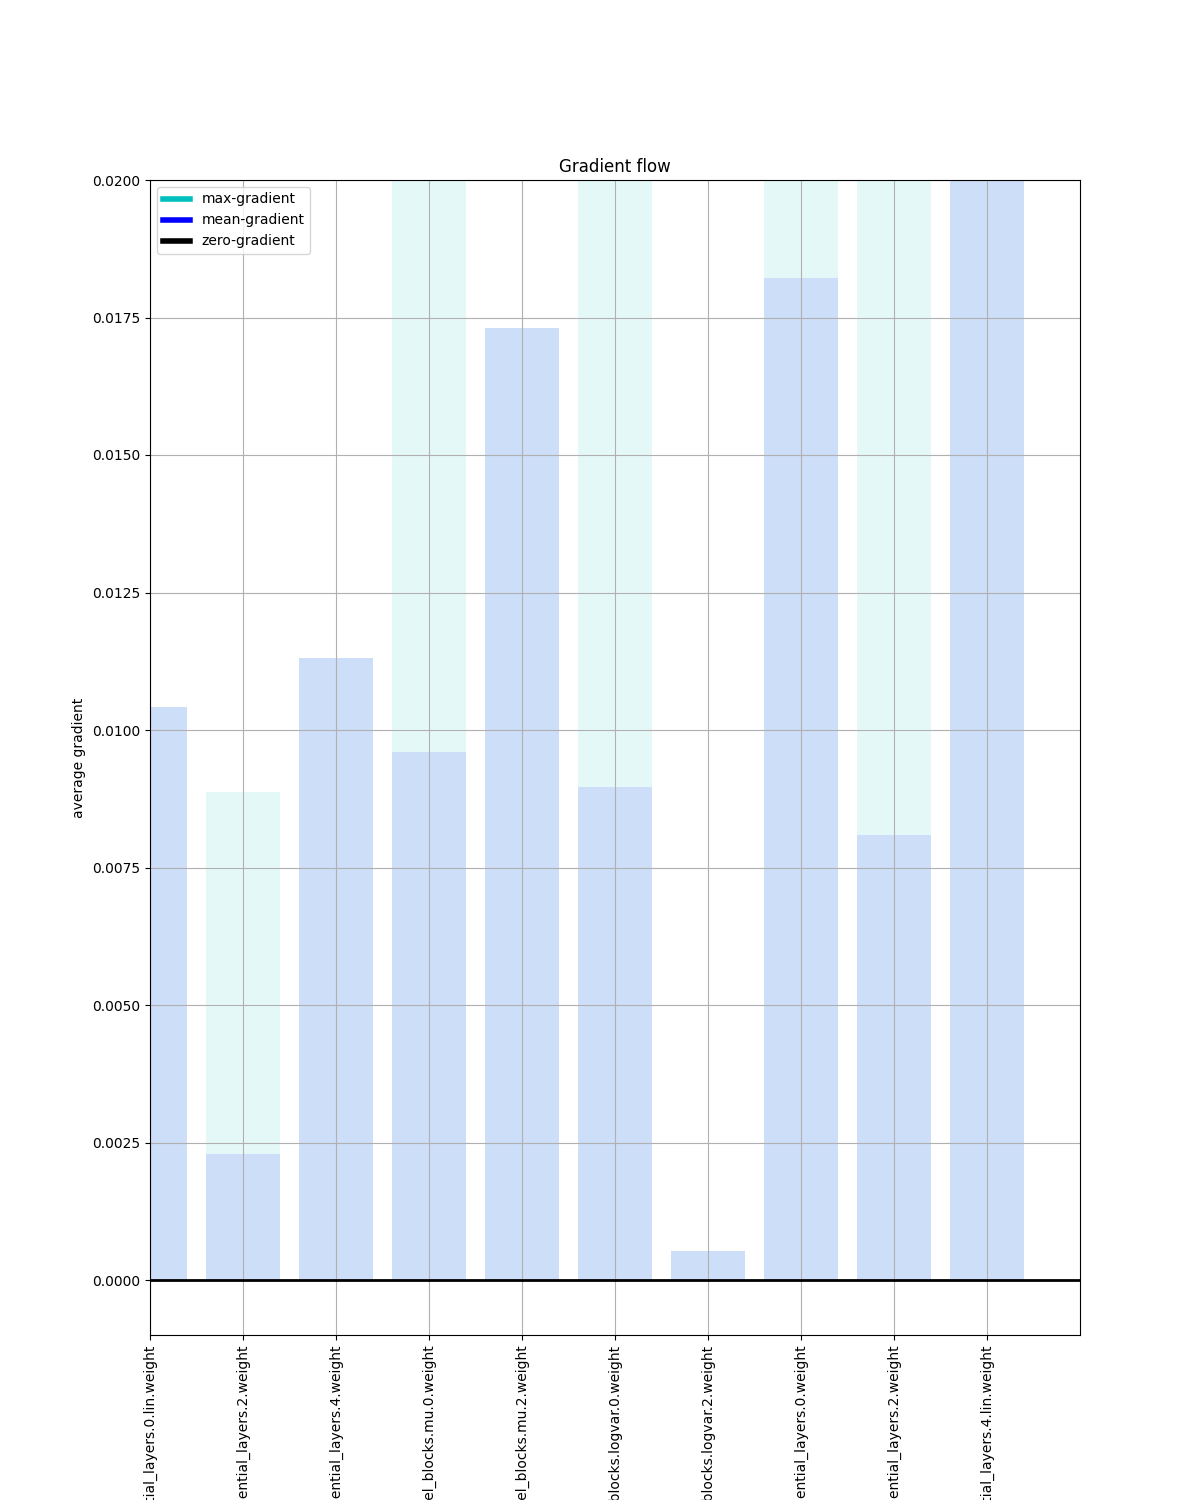 Gradient flow
max-gradient
mean-gradient
zero-gradient
0.0200
0.0175
0.0150
0.0125
0.0100
0.0075
0.0050
0.0025
0.0000
average gradient
tial_layers.0.lin.weight
ential_layers.2.weight
ential_layers.4.weight
el_blocks.mu.0.weight
el_blocks.mu.2.weight
blocks.logvar.0.weight
blocks.logvar.2.weight
ential_layers.0.weight
ential_layers.2.weight
tial_layers.4.lin.weight